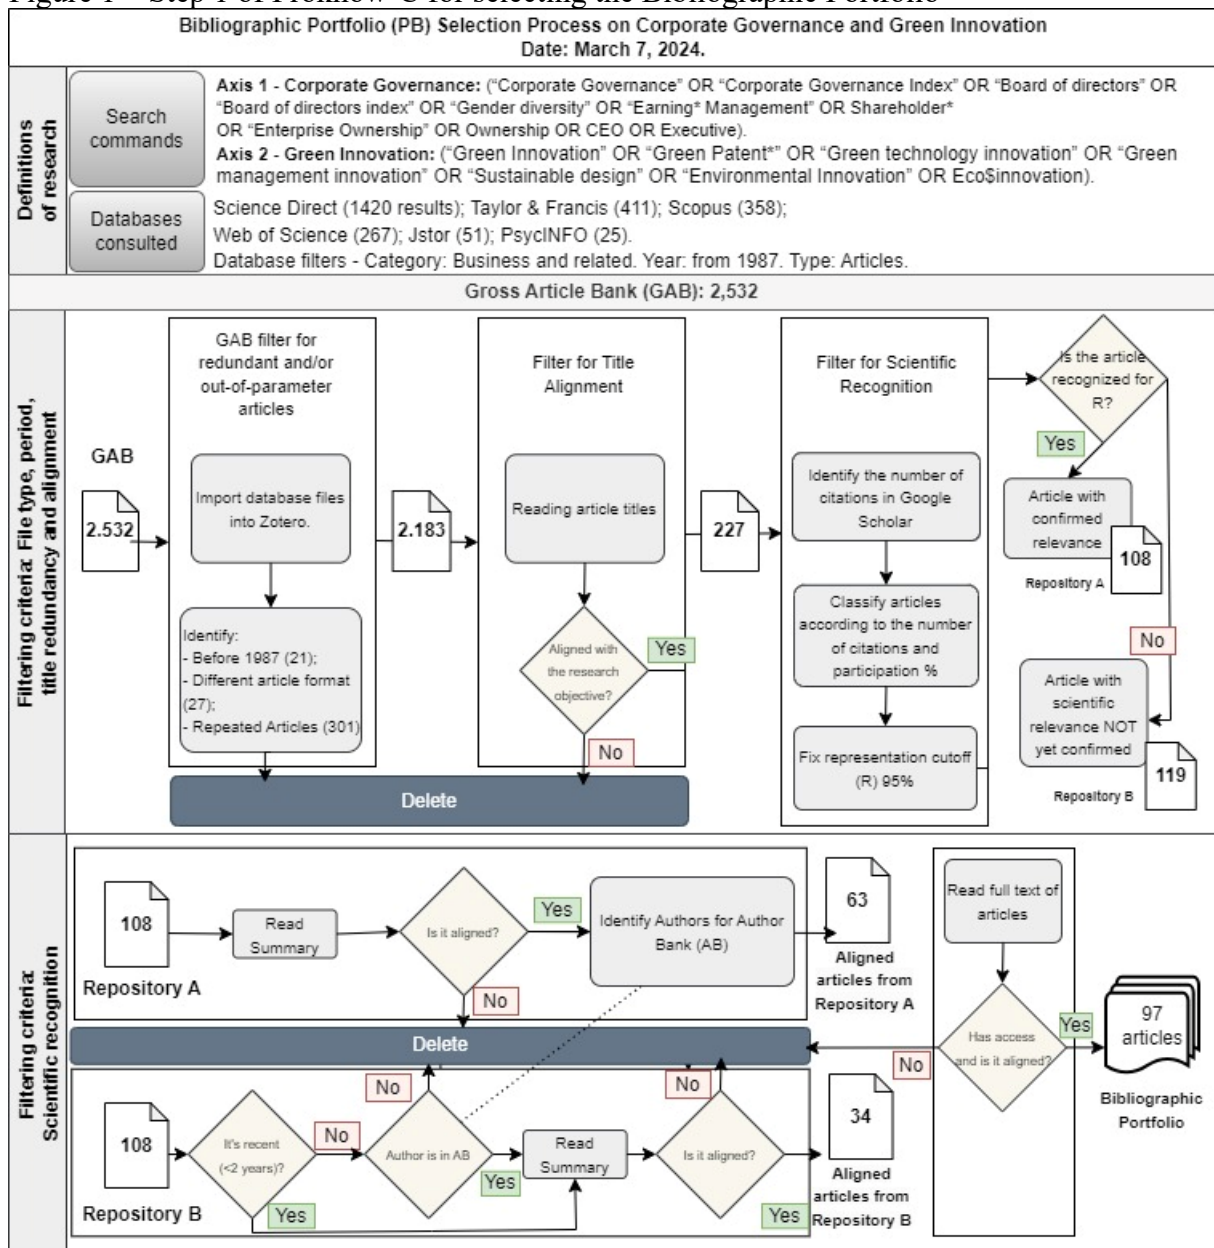 Figure 1 – Step 1 of Proknow-C for selecting the Bibliographic Portfolio
Bibliographic Portfolio (PB) Selection Process on Corporate Governance and Green Innovation
Date: March 7, 2024.
Definitions
of research
Search
commands
Axis 1 - Corporate Governance: (“Corporate Governance” OR “Corporate Governance Index” OR “Board of directors” OR
“Board of directors index” OR “Gender diversity” OR “Earning* Management” OR Shareholder*
OR “Enterprise Ownership” OR Ownership OR CEO OR Executive).
Axis 2 - Green Innovation: (“Green Innovation” OR “Green Patent*” OR “Green technology innovation” OR “Green
management innovation” OR “Sustainable design” OR “Environmental Innovation” OR Eco$innovation).
Databases
consulted
Science Direct (1420 results); Taylor & Francis (411); Scopus (358);
Web of Science (267); Jstor (51); PsycINFO (25).
Database filters - Category: Business and related. Year: from 1987. Type: Articles.
Gross Article Bank (GAB): 2,532
Filtering criteria: File type, period,
title redundancy and alignment
GAB
2.532
GAB filter for
redundant and/or
out-of-parameter
articles
Import database files
into Zotero.
Identify:
- Before 1987 (21);
- Different article format
(27);
- Repeated Articles (301)
2.183
Filter for Title
Alignment
Reading article titles
Aligned with
the research
objective?
Yes
No
Delete
227
Filter for Scientific
Recognition
Identify the number of
citations in Google
Scholar
Classify articles
according to the number
of citations and
participation %
Fix representation cutoff
(R) 95%
Is the article
recognized for
R?
Yes
Article with
confirmed
relevance
108
Repository A
No
Article with
scientific
relevance NOT
yet confirmed
119
Repository B
Filtering criteria:
Scientific recognition
108
Repository A
Read
Summary
Is it aligned?
Yes
No
Identify Authors for Author
Bank (AB)
63
Aligned
articles from
Repository A
Delete
108
Repository B
It's recent
(<2 years)?
No
Yes
Author is in AB
No
Yes
Read
Summary
Is it aligned?
No
Yes
34
Aligned
articles from
Repository B
Read full text of
articles
Has access
and is it aligned?
No
Yes
97
articles
Bibliographic
Portfolio